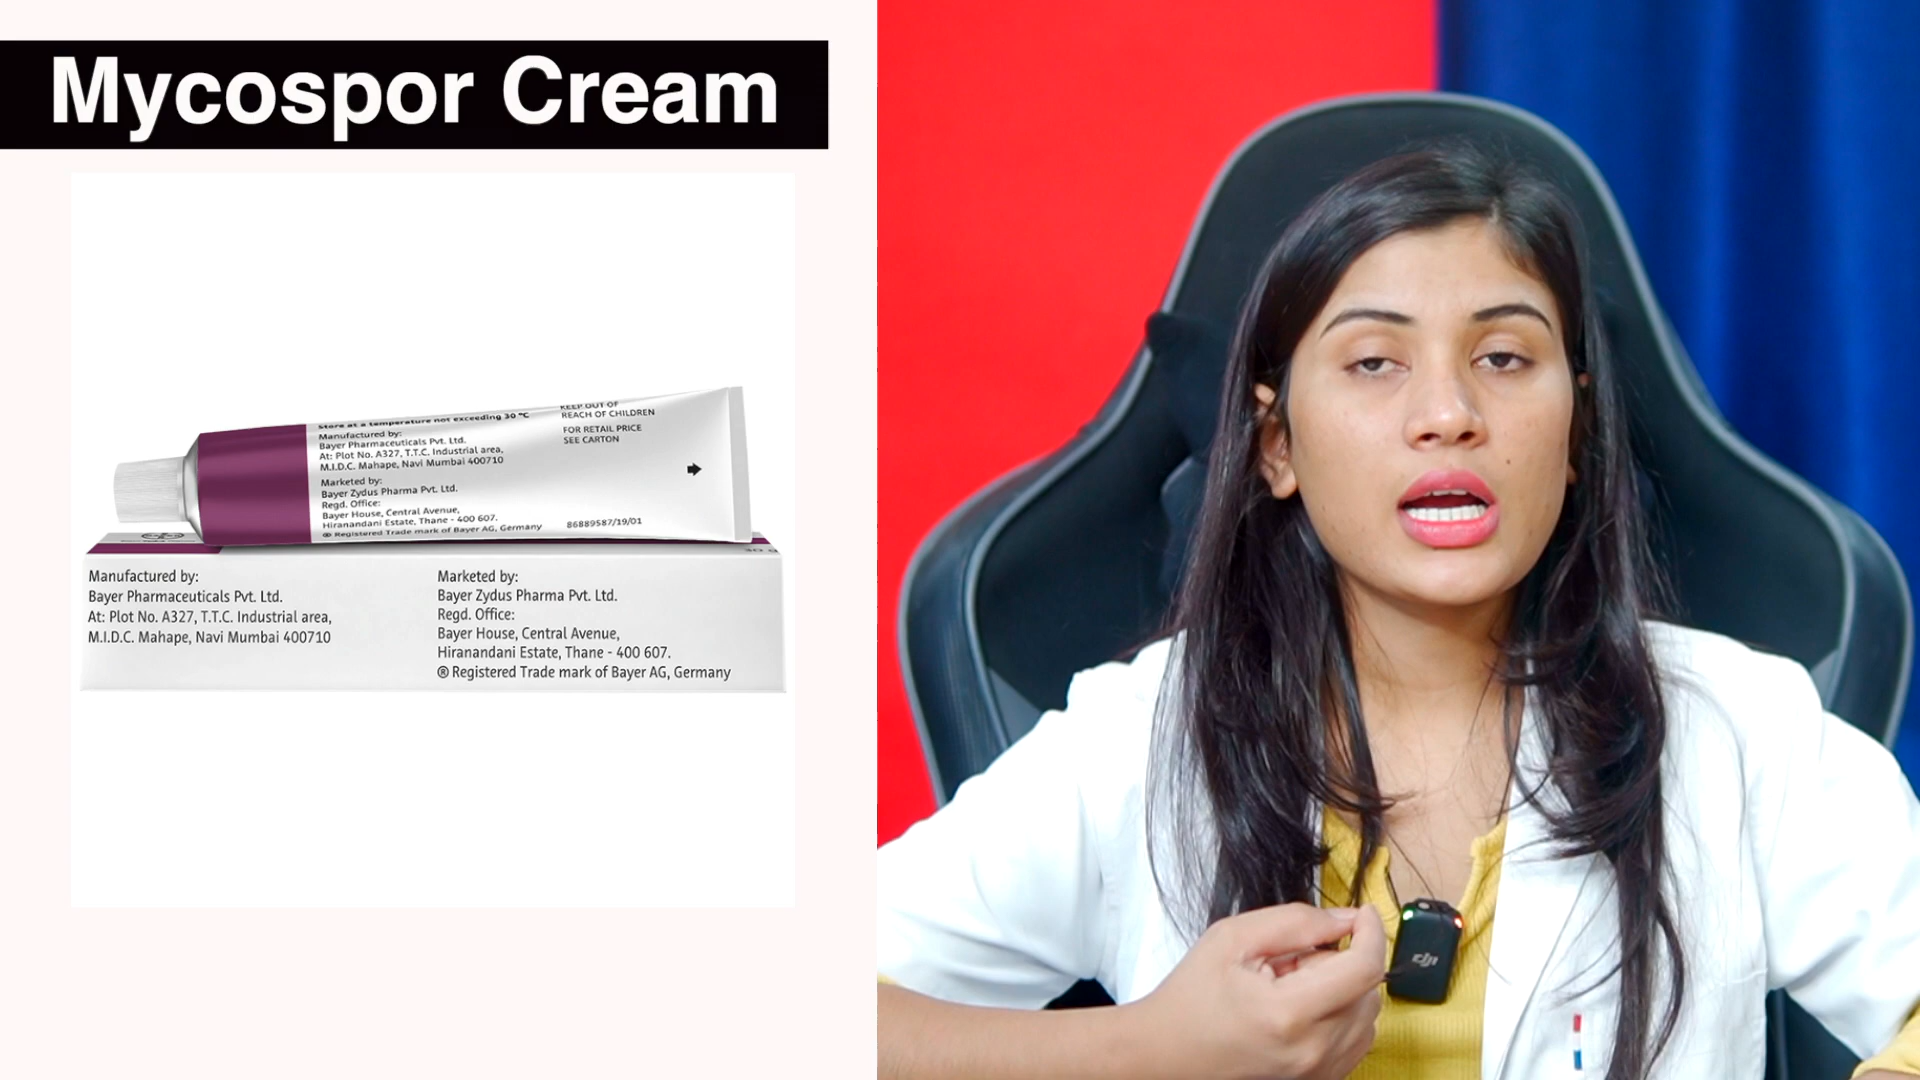 Mycospor Cream
Store at a temperature not exceeding 30 °C
Manufactured by:
Bayer Pharmaceuticals Pvt. Ltd.
At: Plot No. A327, T.T.C. Industrial area,
M.I.D.C. Mahape, Navi Mumbai 400710
Marketed by:
Bayer Zydus Pharma Pvt. Ltd.
Regd. Office:
Bayer House, Central Avenue,
Hiranandani Estate, Thane - 400 607.
® Registered Trade mark of Bayer AG, Germany
KEEP OUT OF
REACH OF CHILDREN
FOR RETAIL PRICE
SEE CARTON
86889587/19/01
30 g
Manufactured by:
Bayer Pharmaceuticals Pvt. Ltd.
At: Plot No. A327, T.T.C. Industrial area,
M.I.D.C. Mahape, Navi Mumbai 400710
Marketed by:
Bayer Zydus Pharma Pvt. Ltd.
Regd. Office:
Bayer House, Central Avenue,
Hiranandani Estate, Thane - 400 607.
® Registered Trade mark of Bayer AG, Germany
dji